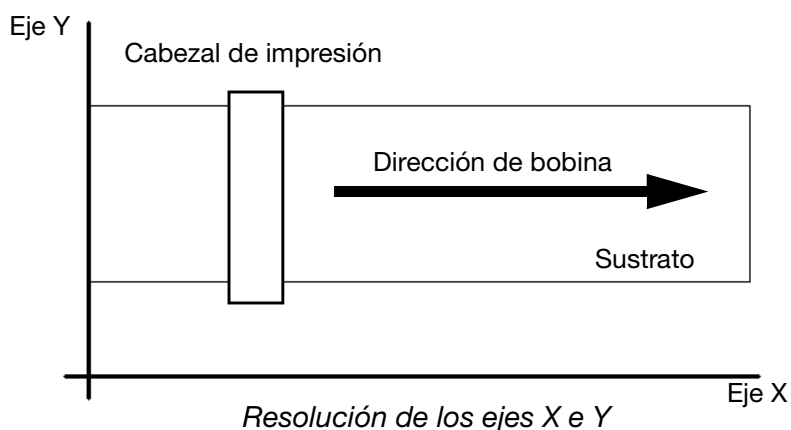 Eje Y
Cabezal de impresión
Dirección de bobina
Sustrato
Eje X
Resolución de los ejes X e Y